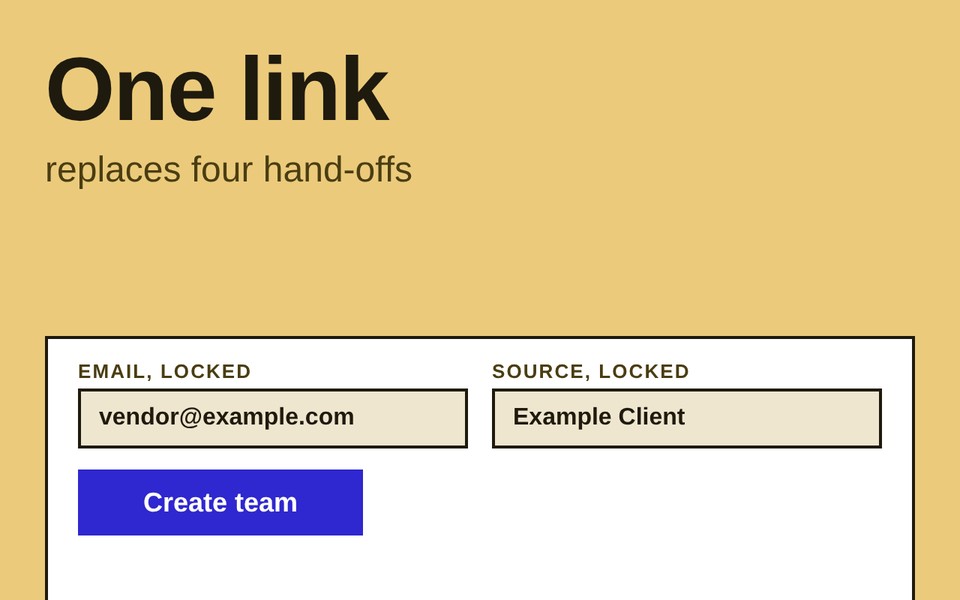 One link
replaces four hand-offs
EMAIL, LOCKED
vendor@example.com
SOURCE, LOCKED
Example Client
Create team